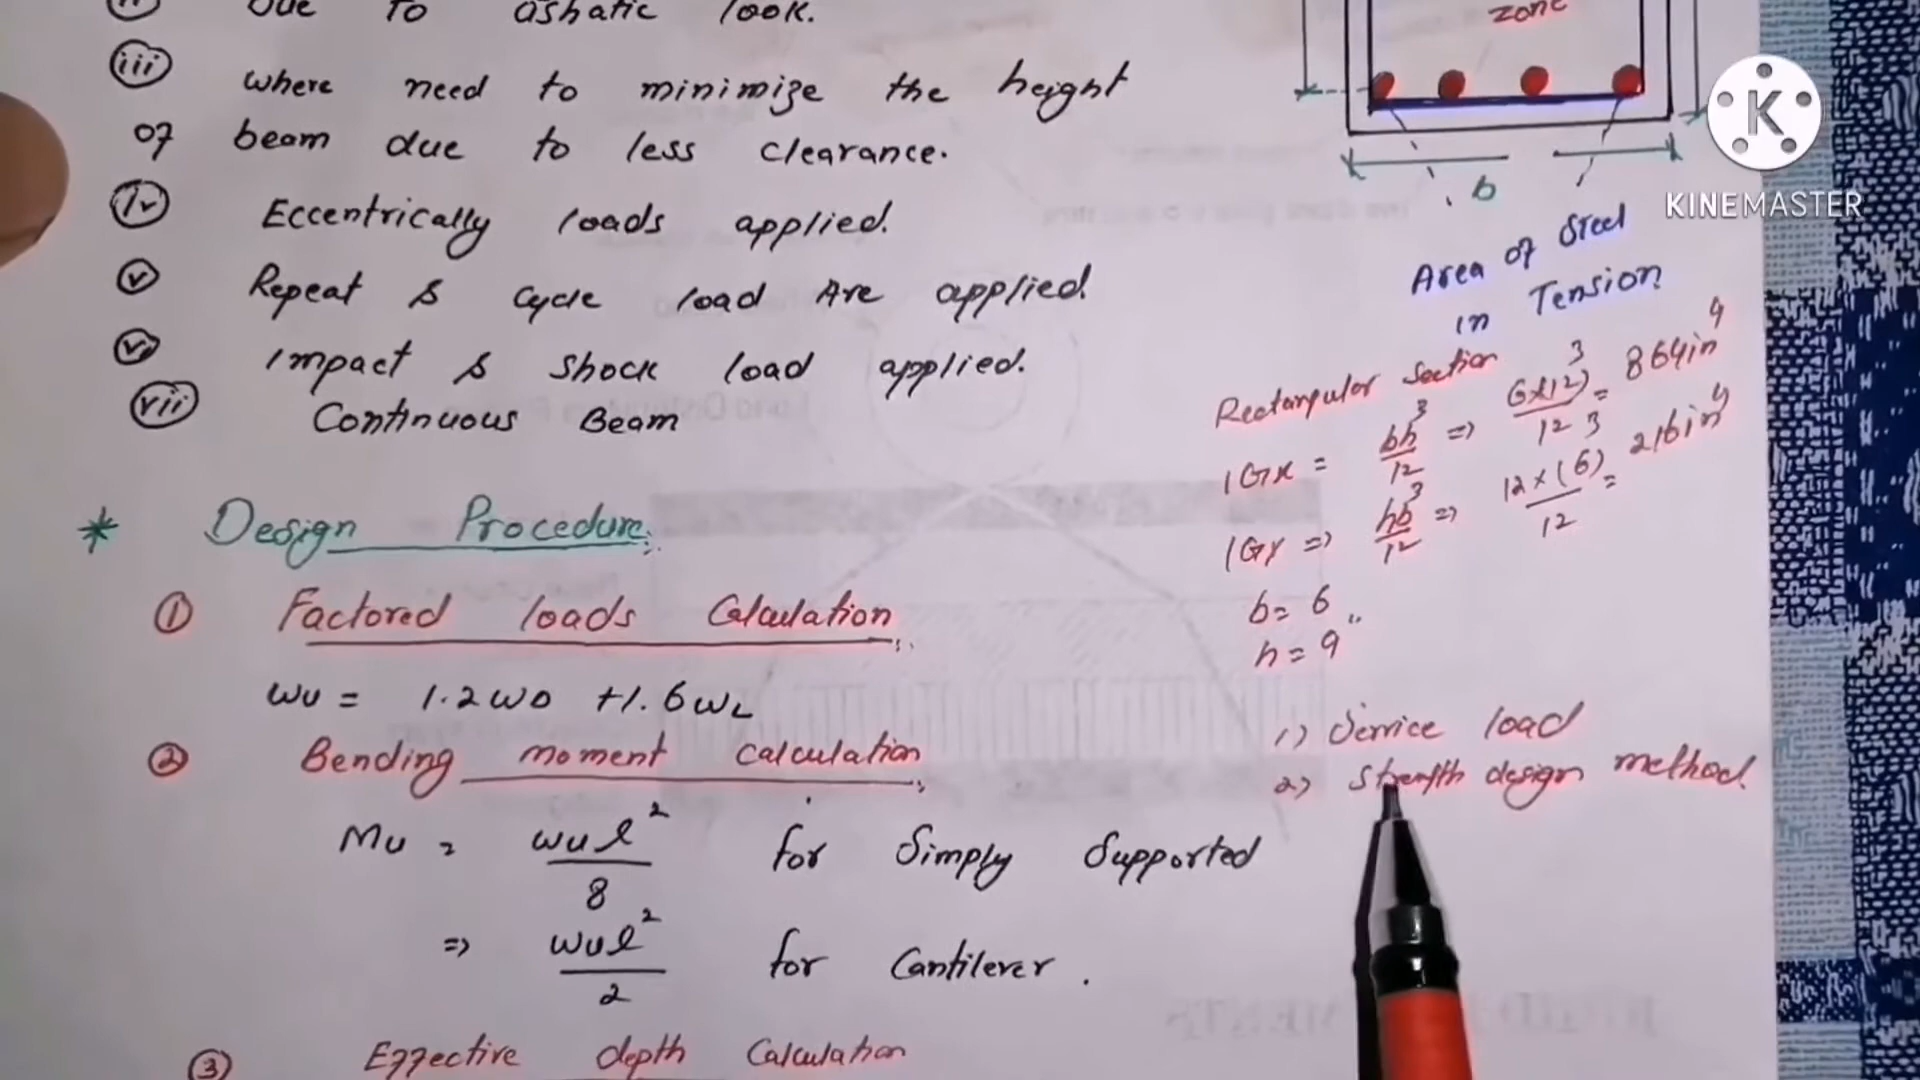 Due to ashatic look.
iii where need to minimize the height
of beam due to less clearance.
iv Eccentrically loads applied.
v Repeat & Cycle load Are applied.
vi Impact & Shock load applied.
vii Continuous Beam
* Design Procedure
① Factored loads Calculation
wu = 1.2wD + 1.6wL
② Bending moment Calculation
Mu = wul²/8 for Simply Supported
=> wul²/2 for Cantilever.
③ Effective depth Calculation
zone
b
Area of Steel
in Tension
Rectangular Section
IGx = bh³/12 => 6x(12)³/12 = 864in⁴
IGY => hb³/12 => 12x(6)³/12 = 216in⁴
b= 6"
h= 9
1) Service load
2) Strength design method
K
KINEMASTER